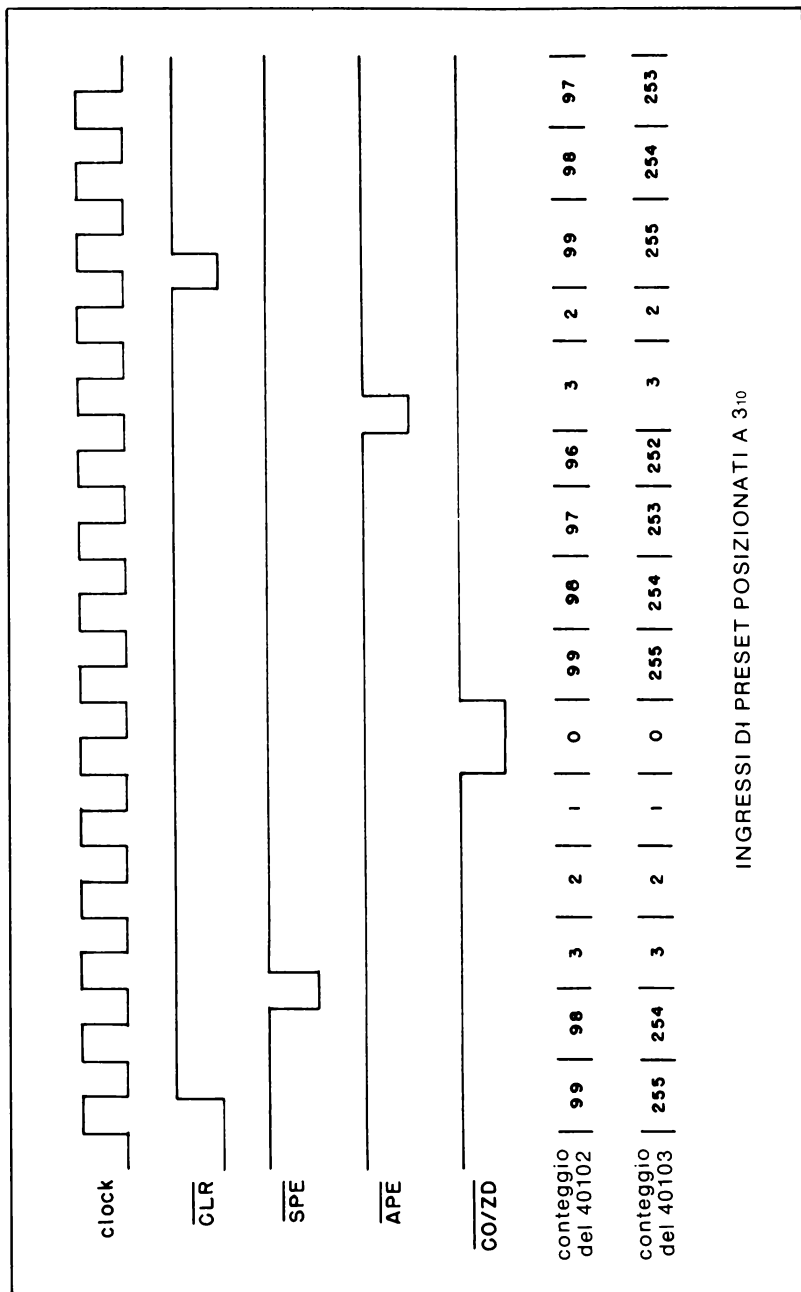 clock
CLR
SPE
APE
CO/ZD
conteggio
del 40102
99 98 3 2 1 0 99 98 97 96 3 2 99 98 97
conteggio
del 40103
255 254 3 2 1 0 255 254 253 252 3 2 255 254 253
INGRESSI DI PRESET POSIZIONATI A 310